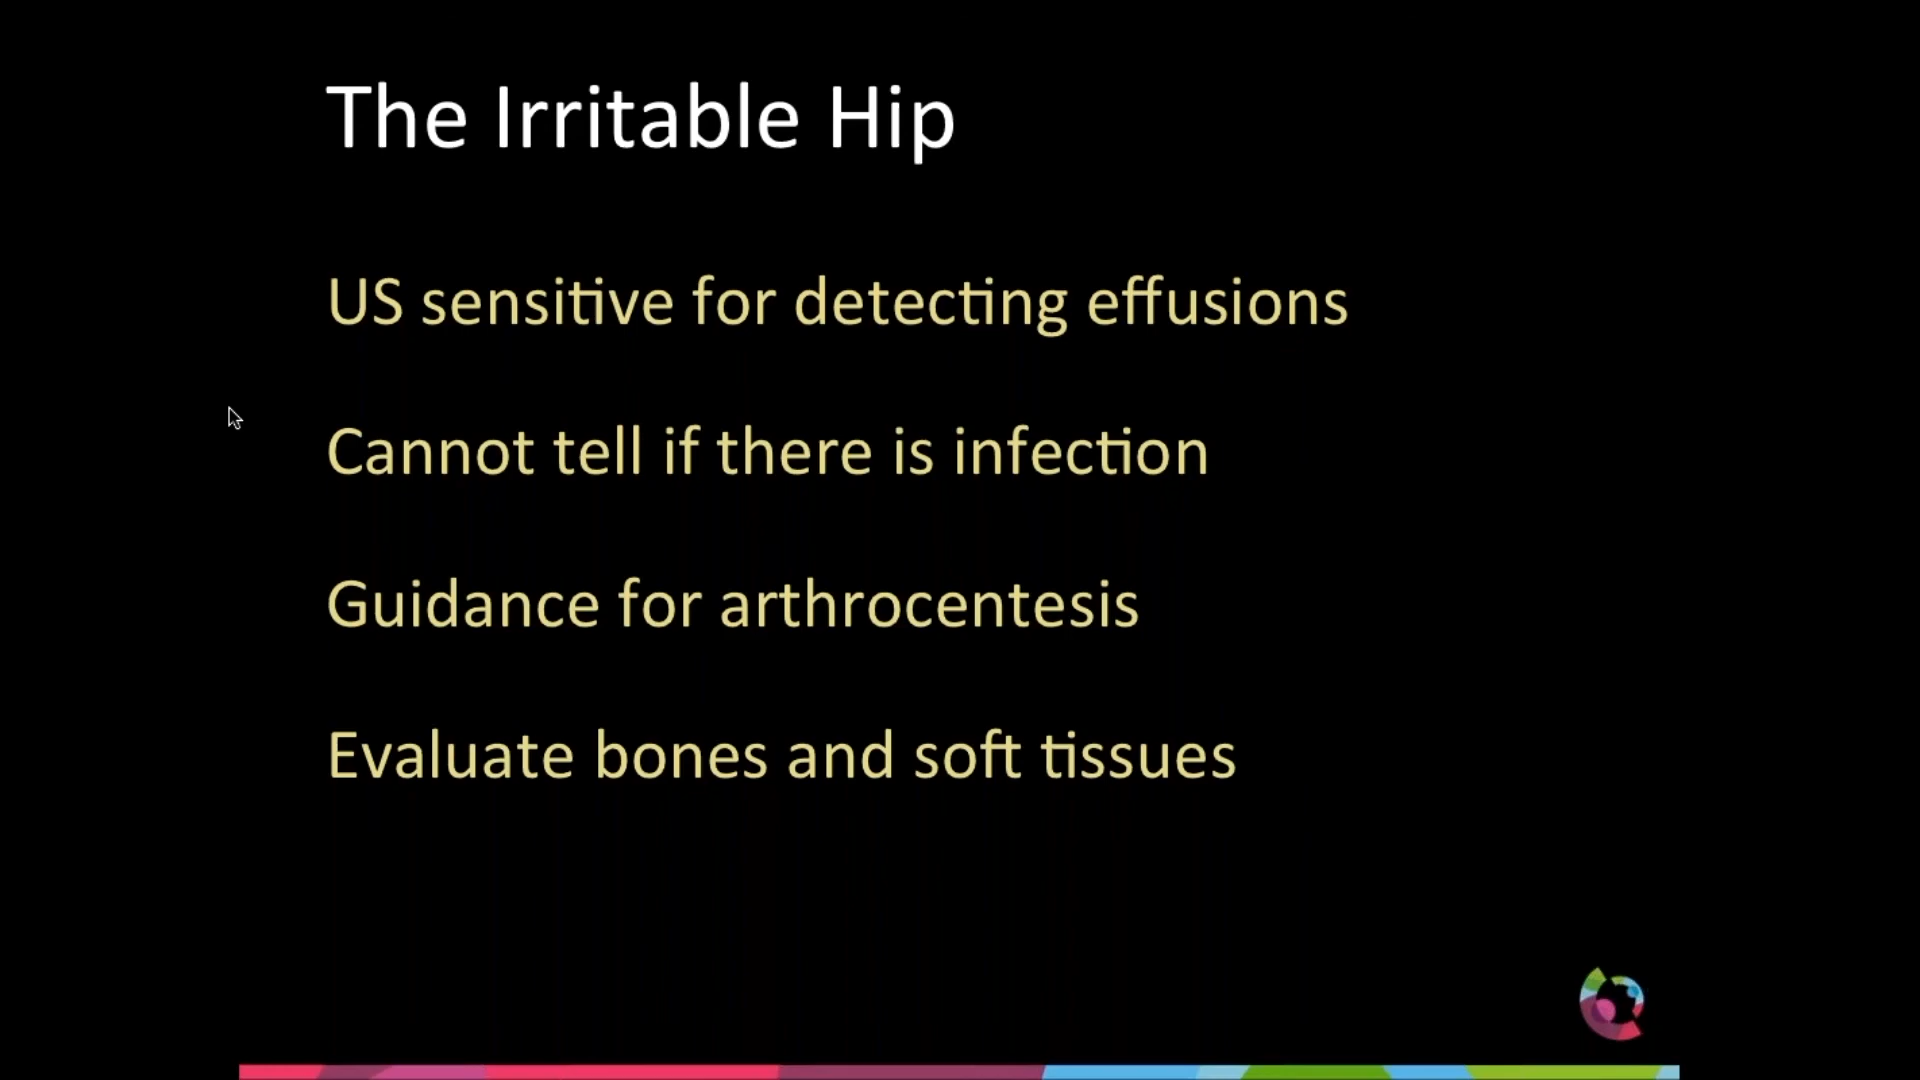 The Irritable Hip
US sensitive for detecting effusions
Cannot tell if there is infection
Guidance for arthrocentesis
Evaluate bones and soft tissues